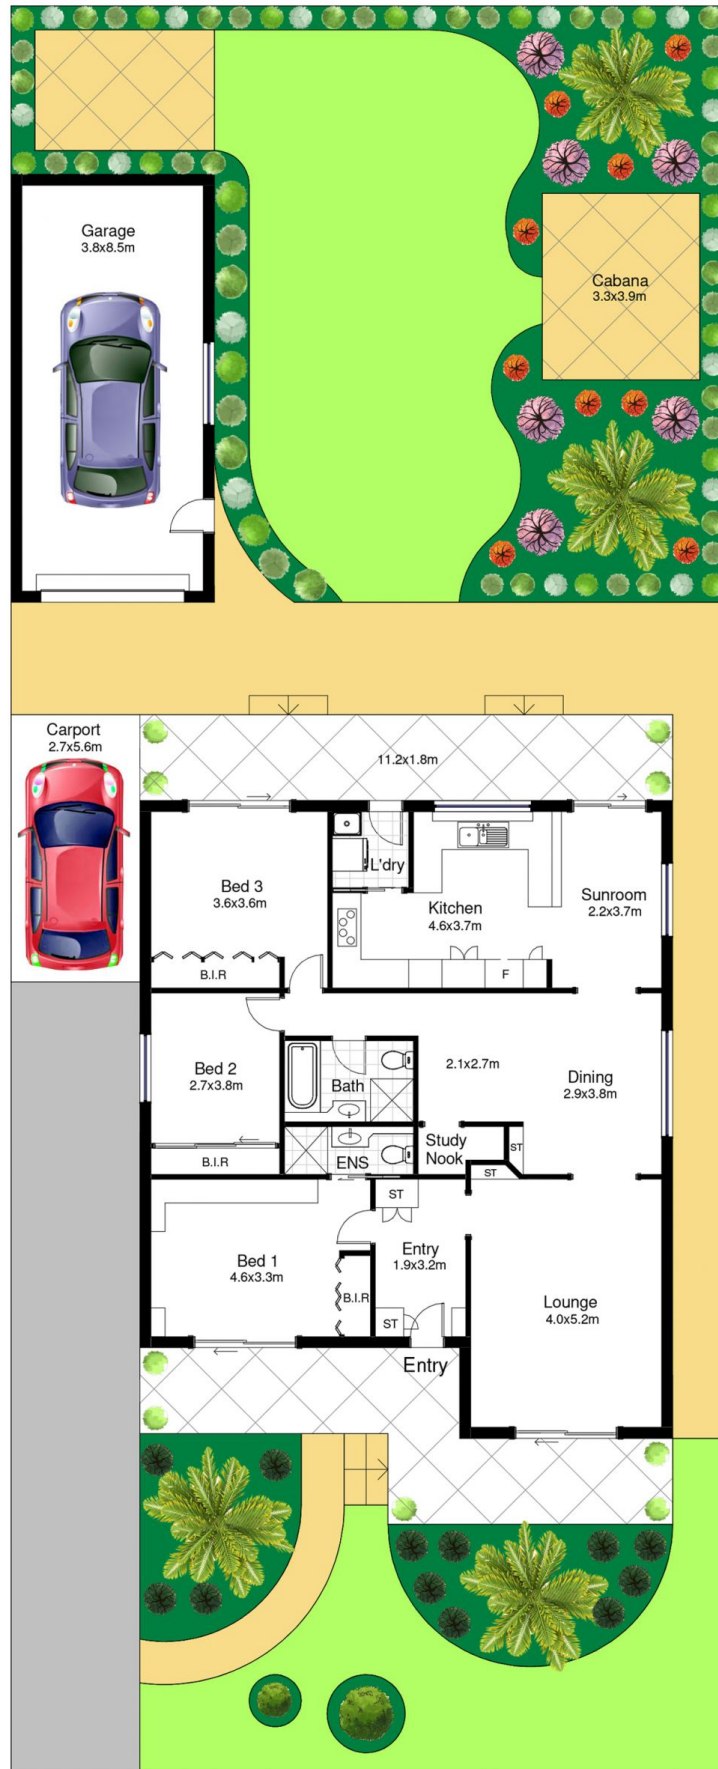 Garage
3.8x8.5m
Cabana
3.3x3.9m
Carport
2.7x5.6m
11.2x1.8m
L'dry
Bed 3
3.6x3.6m
Kitchen
4.6x3.7m
Sunroom
2.2x3.7m
B.I.R
F
Bed 2
2.7x3.8m
Bath
2.1x2.7m
Dining
2.9x3.8m
B.I.R
ENS
Study
Nook
ST
ST
ST
Bed 1
4.6x3.3m
Entry
1.9x3.2m
B.I.R
ST
Lounge
4.0x5.2m
Entry